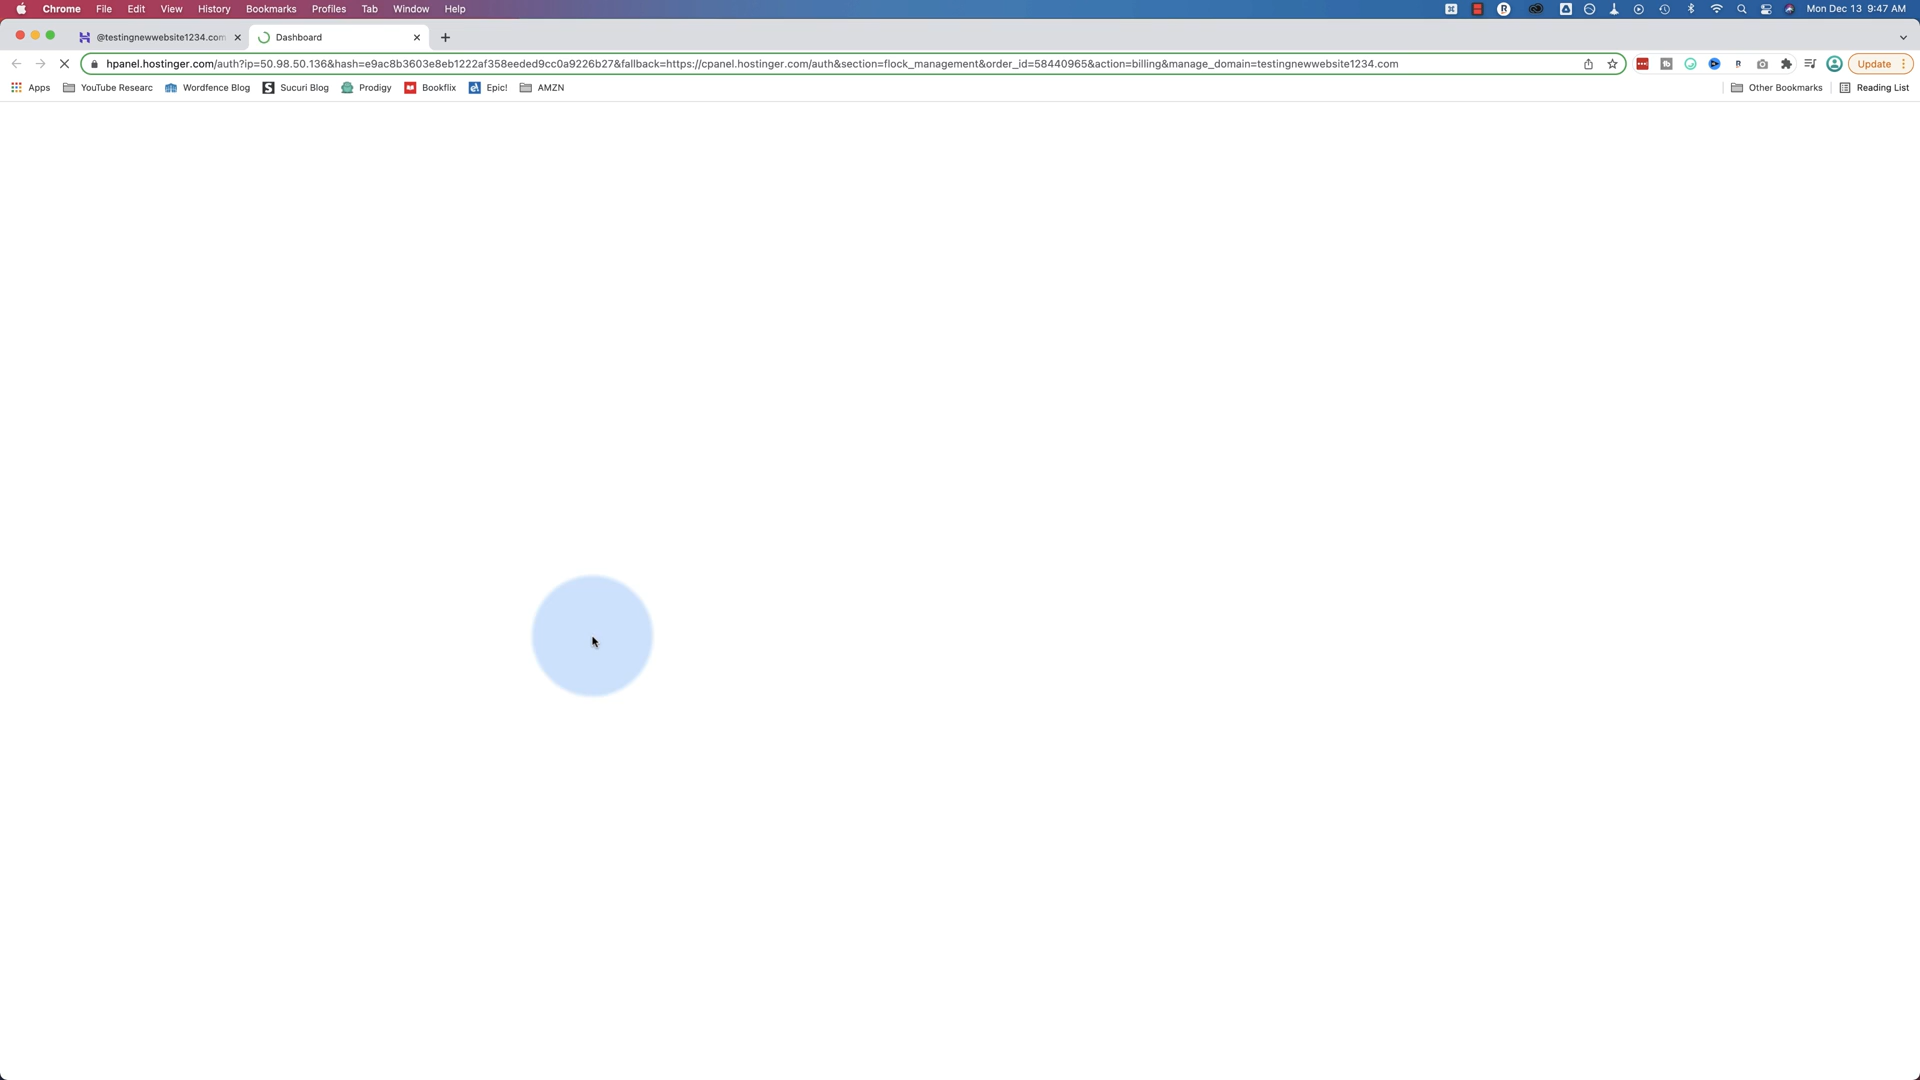 Chrome File Edit View History Bookmarks Profiles Tab Window Help Mon Dec 13 9:47 AM
@testingnewwebsite1234.com Dashboard
hpanel.hostinger.com/auth?ip=50.98.50.136&hash=e9ac8b3603e8eb1222af358eeded9cc0a9226b27&fallback=https://cpanel.hostinger.com/auth&section=flock_management&order_id=58440965&action=billing&manage_domain=testingnewwebsite1234.com Update
Apps YouTube Researc Wordfence Blog Sucuri Blog Prodigy Bookflix Epic! AMZN Other Bookmarks Reading List